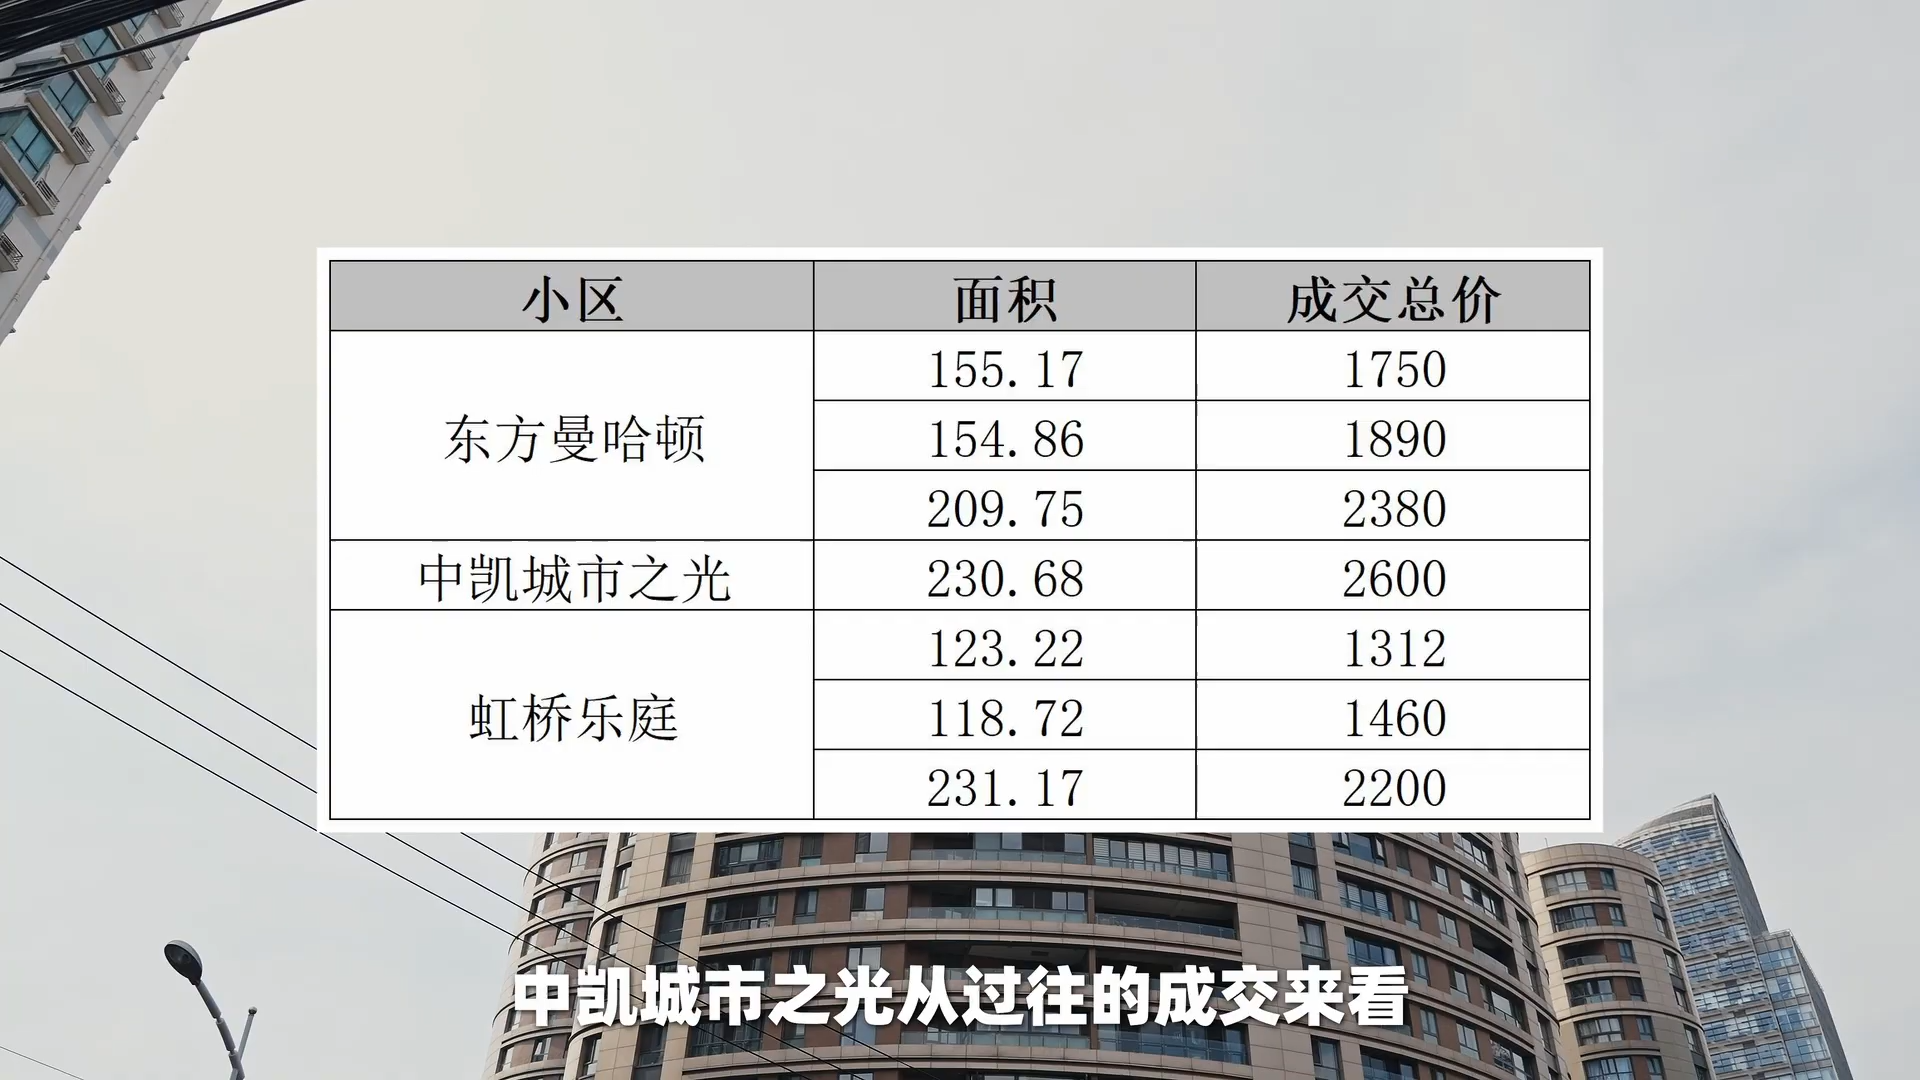 小区 面积 成交总价
东方曼哈顿 155.17 1750
154.86 1890
209.75 2380
中凯城市之光 230.68 2600
虹桥乐庭 123.22 1312
118.72 1460
231.17 2200
中凯城市之光从过往的成交来看